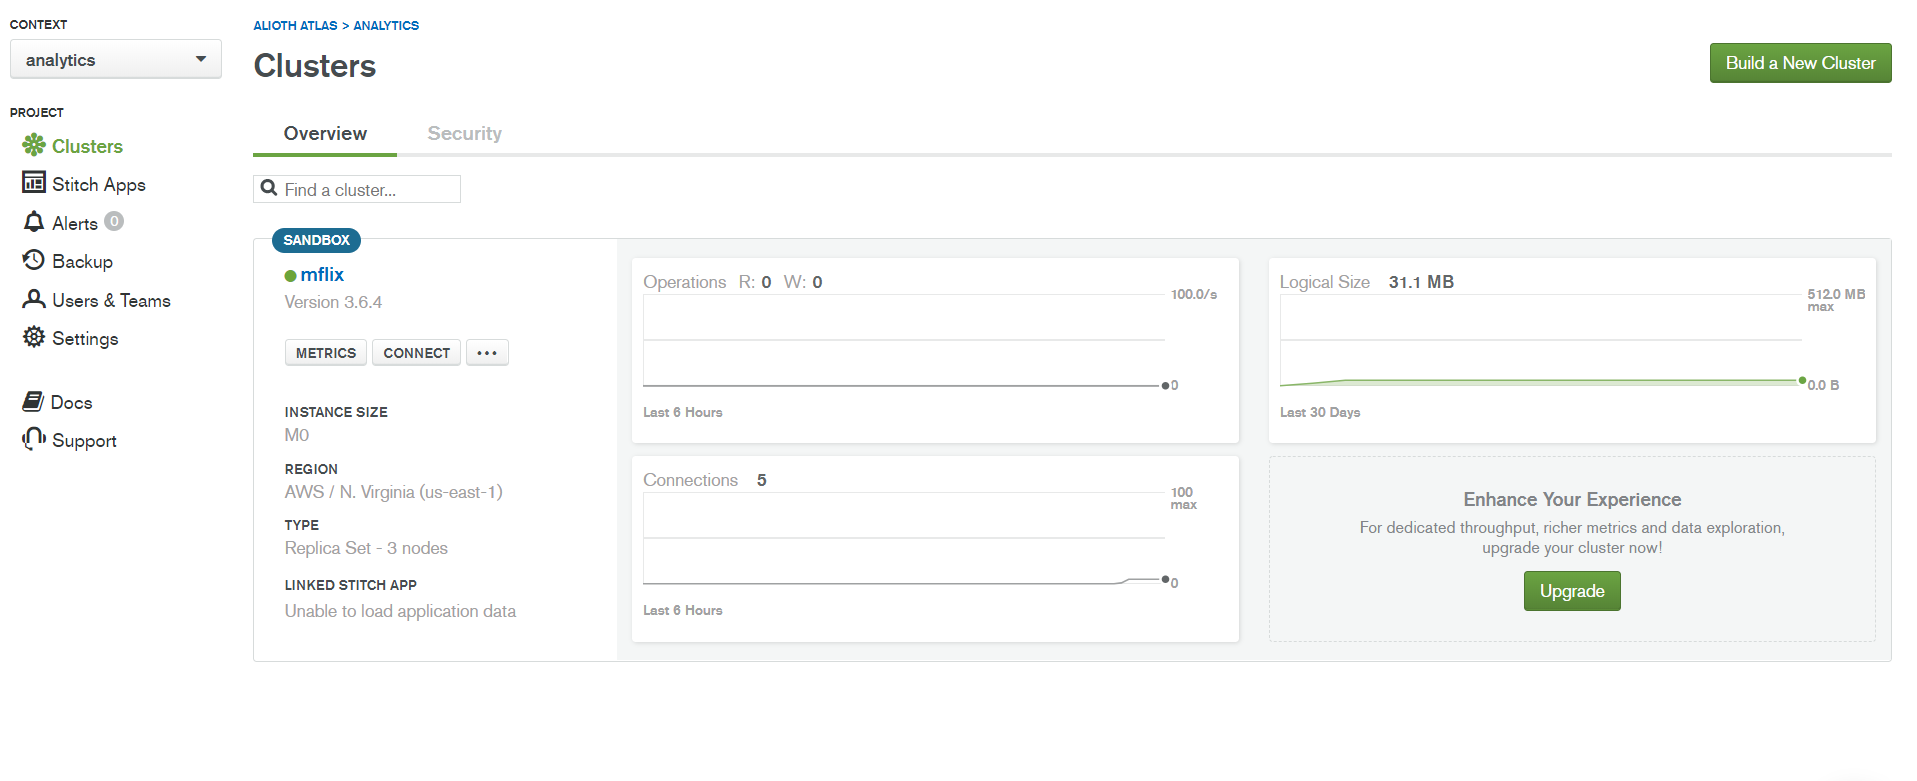 CONTEXT
analytics
PROJECT
Clusters
Stitch Apps
Alerts 0
Backup
Users & Teams
Settings
Docs
Support
ALIOTH ATLAS > ANALYTICS
Clusters
Build a New Cluster
Overview Security
Find a cluster...
SANDBOX
mflix
Version 3.6.4
METRICS CONNECT •••
INSTANCE SIZE
M0
REGION
AWS / N. Virginia (us-east-1)
TYPE
Replica Set - 3 nodes
LINKED STITCH APP
Unable to load application data
Operations R: 0 W: 0
100.0/s
0
Last 6 Hours
Logical Size 31.1 MB
512.0 MB
max
0.0 B
Last 30 Days
Connections 5
100
max
0
Last 6 Hours
Enhance Your Experience
For dedicated throughput, richer metrics and data exploration,
upgrade your cluster now!
Upgrade